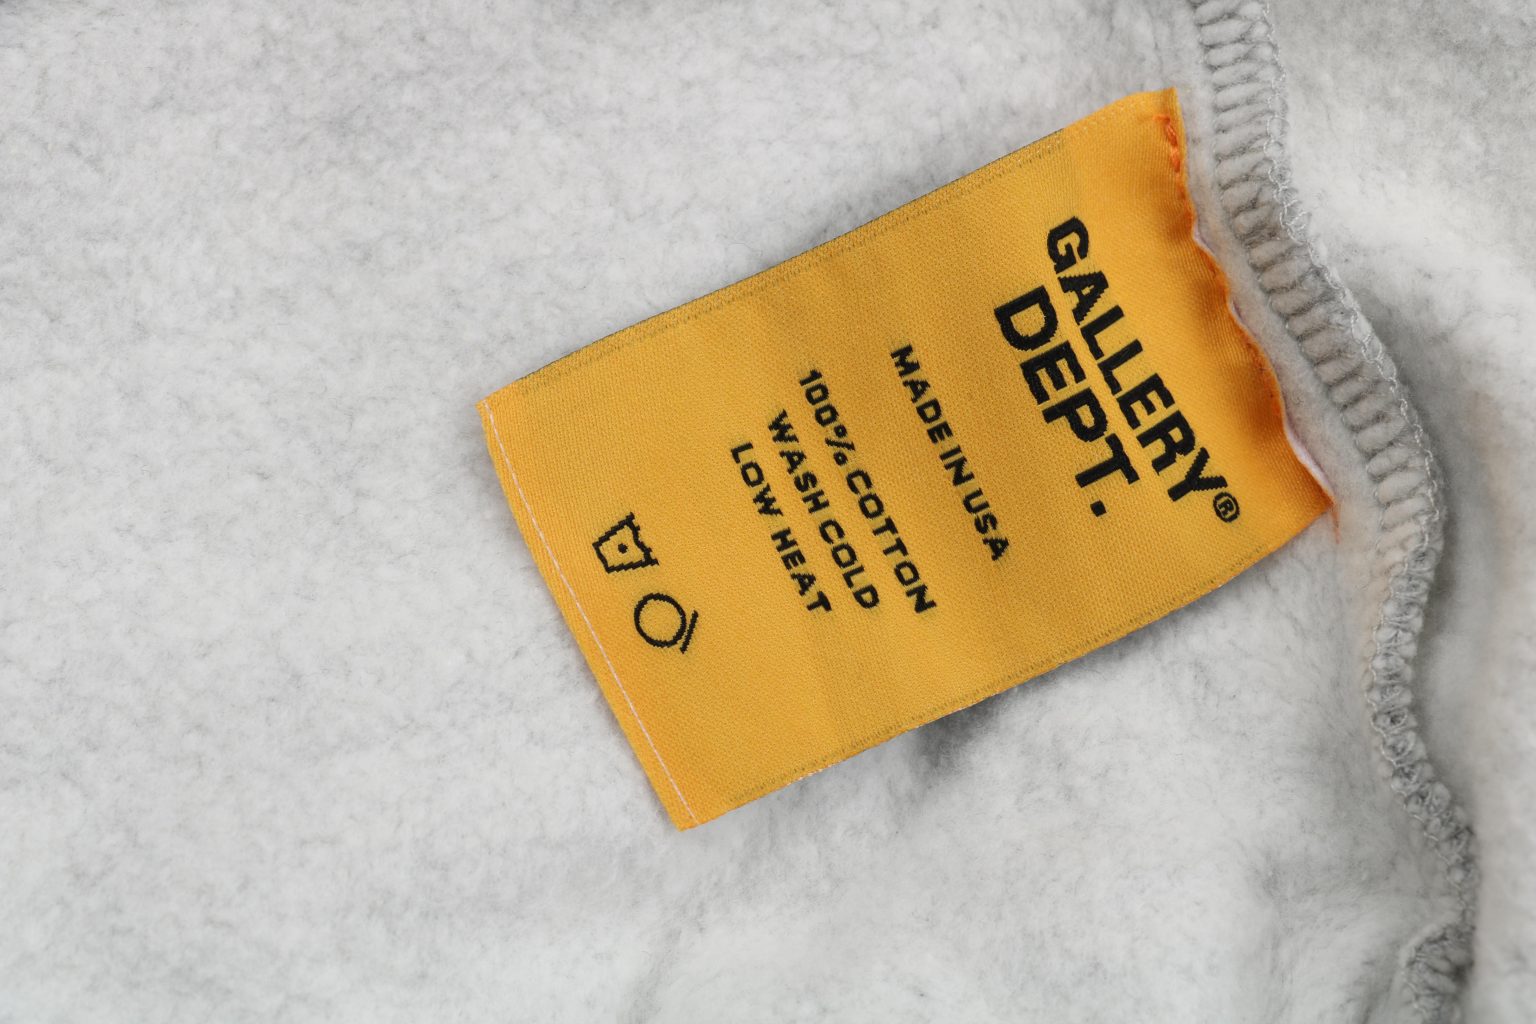 GALLERY®
DEPT.
MADE IN USA
100% COTTON
WASH COLD
LOW HEAT